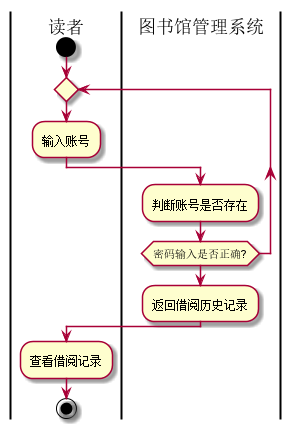 读者
图书馆管理系统
输入账号
判断账号是否存在
密码输入是否正确?
返回借阅历史记录
查看借阅记录